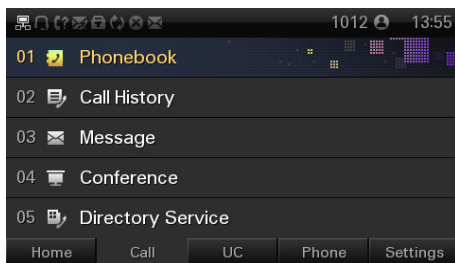 1012 13:55
01 Phonebook
02 Call History
03 Message
04 Conference
05 Directory Service
Home Call UC Phone Settings